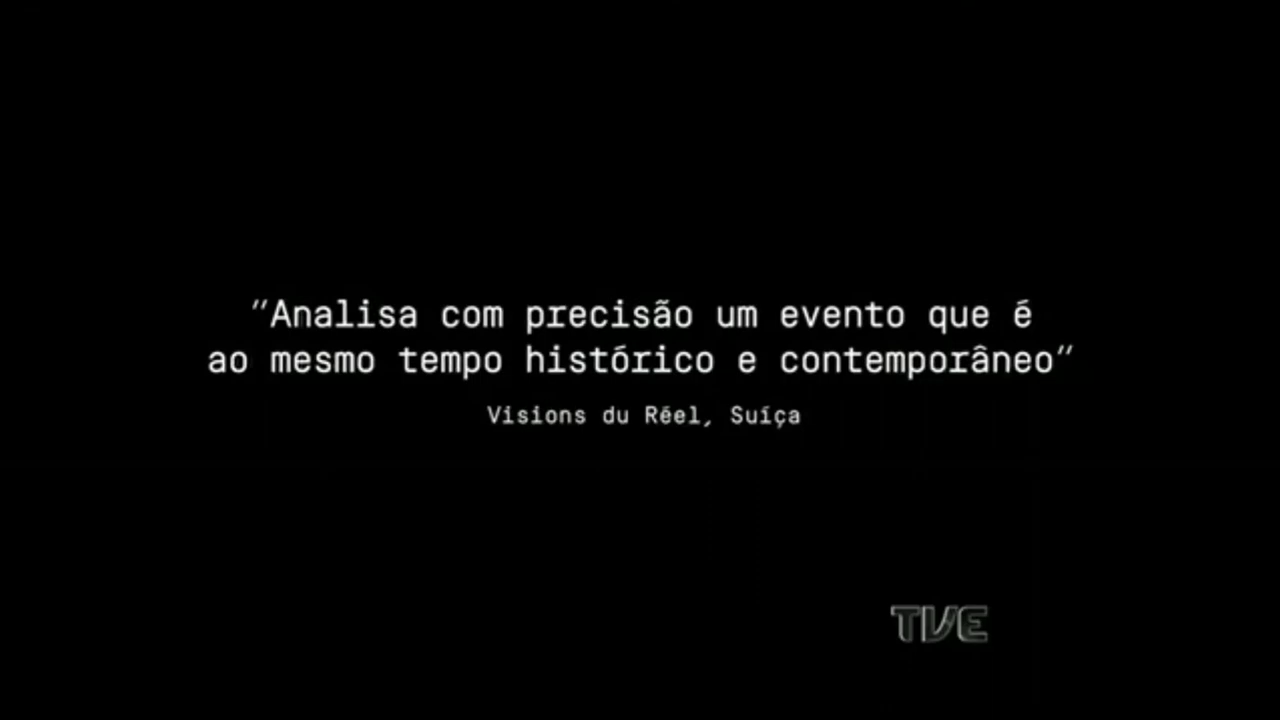 "Analisa com precisão um evento que é
ao mesmo tempo histórico e contemporâneo"
Visions du Réel, Suíça
TVE